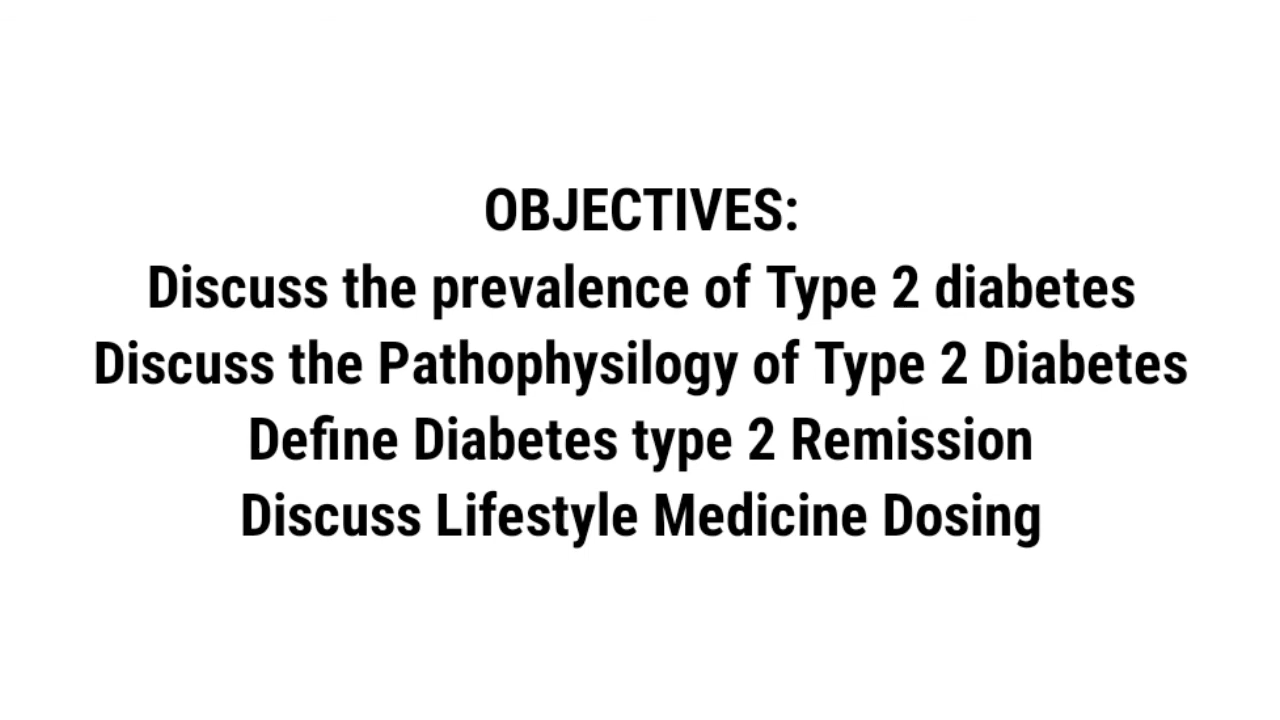 OBJECTIVES:
Discuss the prevalence of Type 2 diabetes
Discuss the Pathophysilogy of Type 2 Diabetes
Define Diabetes type 2 Remission
Discuss Lifestyle Medicine Dosing